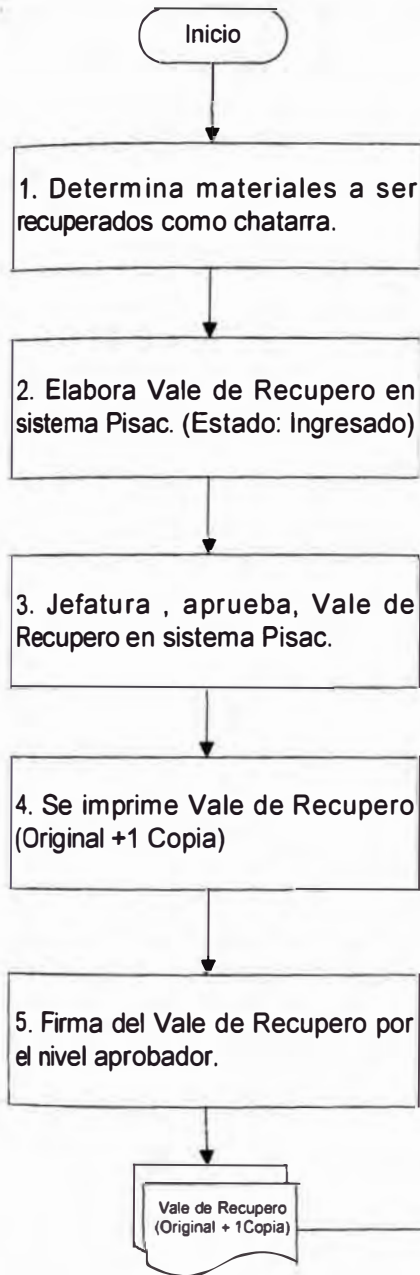 Inicio
1. Determina materiales a ser
recuperados como chatarra.
2. Elabora Vale de Recupero en
sistema Pisac. (Estado: Ingresado)
3. Jefatura , aprueba, Vale de
Recupero en sistema Pisac.
4. Se imprime Vale de Recupero
(Original +1 Copia)
5. Firma del Vale de Recupero por
el nivel aprobador.
Vale de Recupero
(Original + 1Copia)